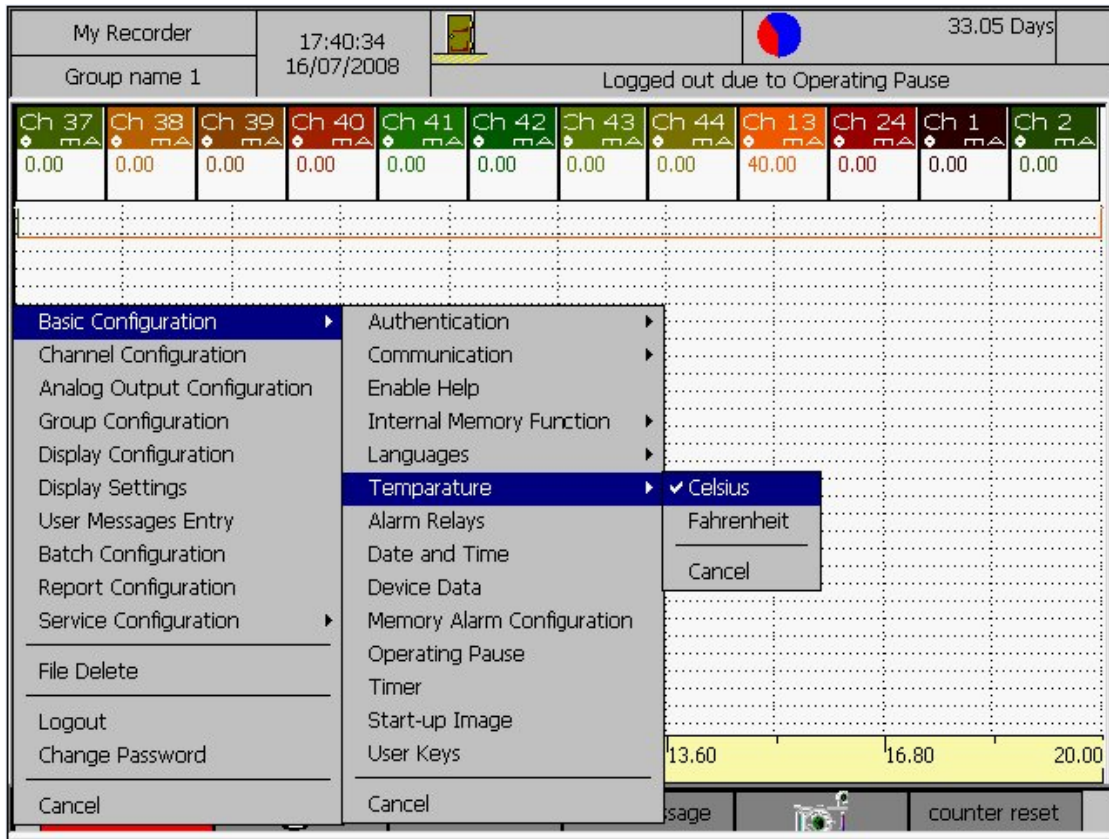 My Recorder
Group name 1
17:40:34
16/07/2008
33.05 Days
Logged out due to Operating Pause
Ch 37 Ch 38 Ch 39 Ch 40 Ch 41 Ch 42 Ch 43 Ch 44 Ch 13 Ch 24 Ch 1 Ch 2
mA mA mA mA mA mA mA mA mA mA mA mA
0.00 0.00 0.00 0.00 0.00 0.00 0.00 0.00 40.00 0.00 0.00 0.00
Basic Configuration
Channel Configuration
Analog Output Configuration
Group Configuration
Display Configuration
Display Settings
User Messages Entry
Batch Configuration
Report Configuration
Service Configuration
File Delete
Logout
Change Password
Cancel
Authentication
Communication
Enable Help
Internal Memory Function
Languages
Temparature
Alarm Relays
Date and Time
Device Data
Memory Alarm Configuration
Operating Pause
Timer
Start-up Image
User Keys
Cancel
Celsius
Fahrenheit
Cancel
13.60 16.80 20.00
counter reset